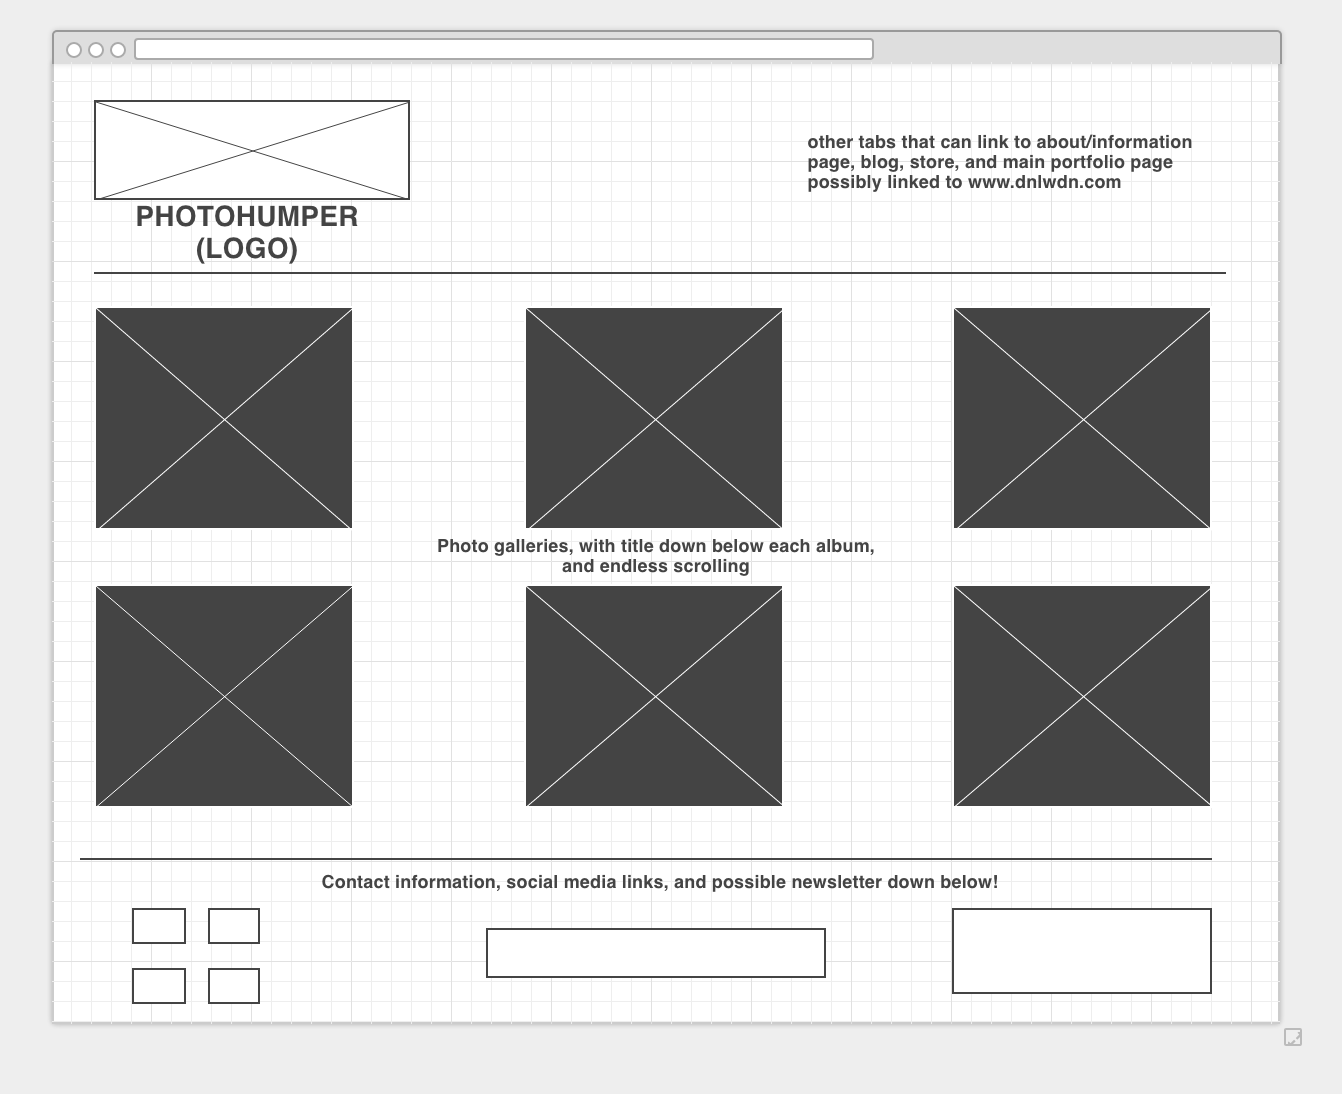 other tabs that can link to about/information
page, blog, store, and main portfolio page
possibly linked to www.dnlwdn.com
PHOTOHUMPER
(LOGO)
Photo galleries, with title down below each album,
and endless scrolling
Contact information, social media links, and possible newsletter down below!